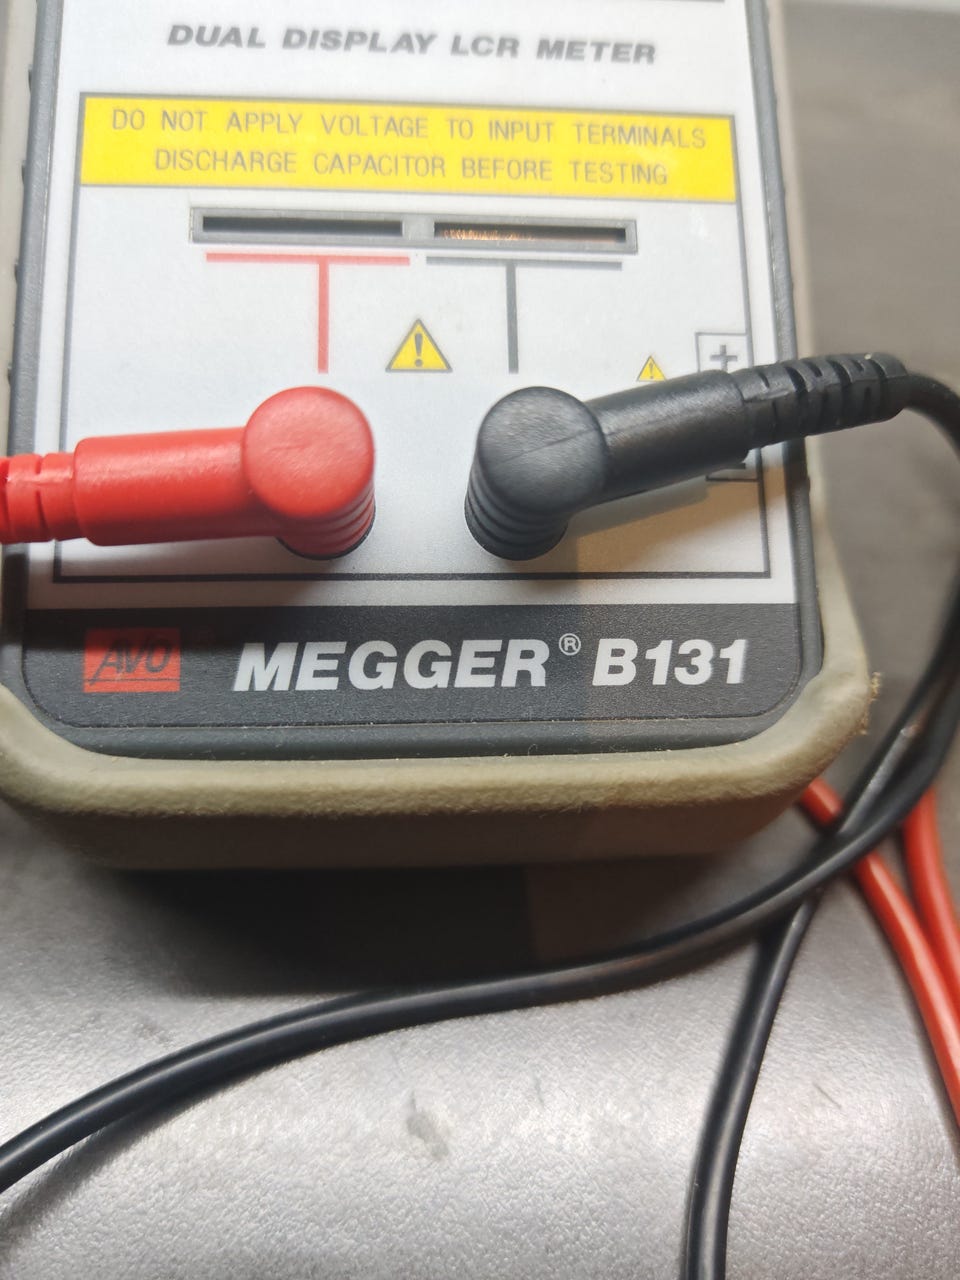 DUAL DISPLAY LCR METER
DO NOT APPLY VOLTAGE TO INPUT TERMINALS
DISCHARGE CAPACITOR BEFORE TESTING
!
!
+
-
AVO
MEGGER® B131